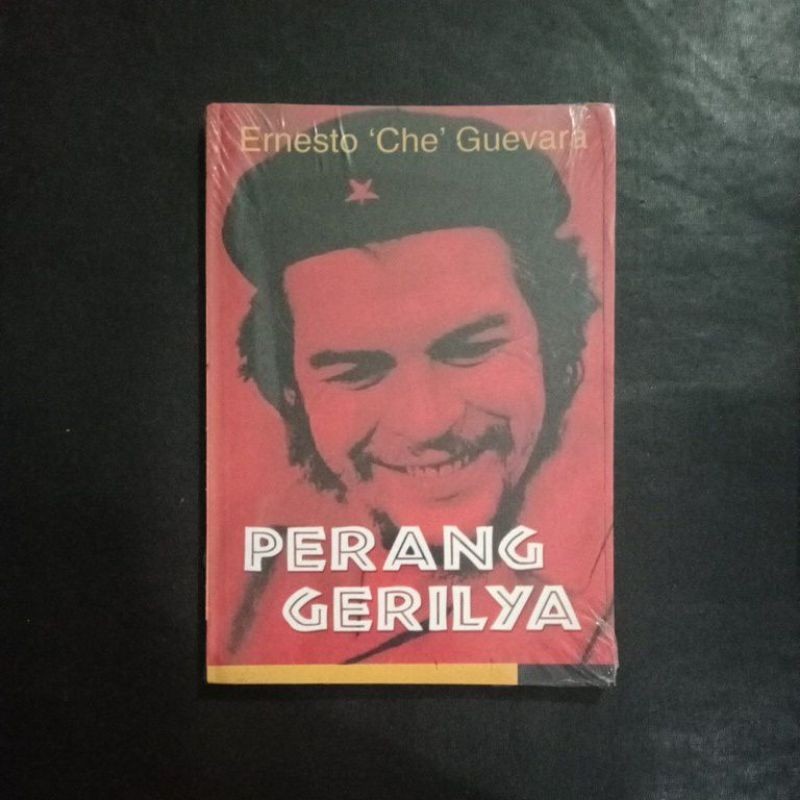 Ernesto ‘Che’ Guevara
PERANG
GERILYA